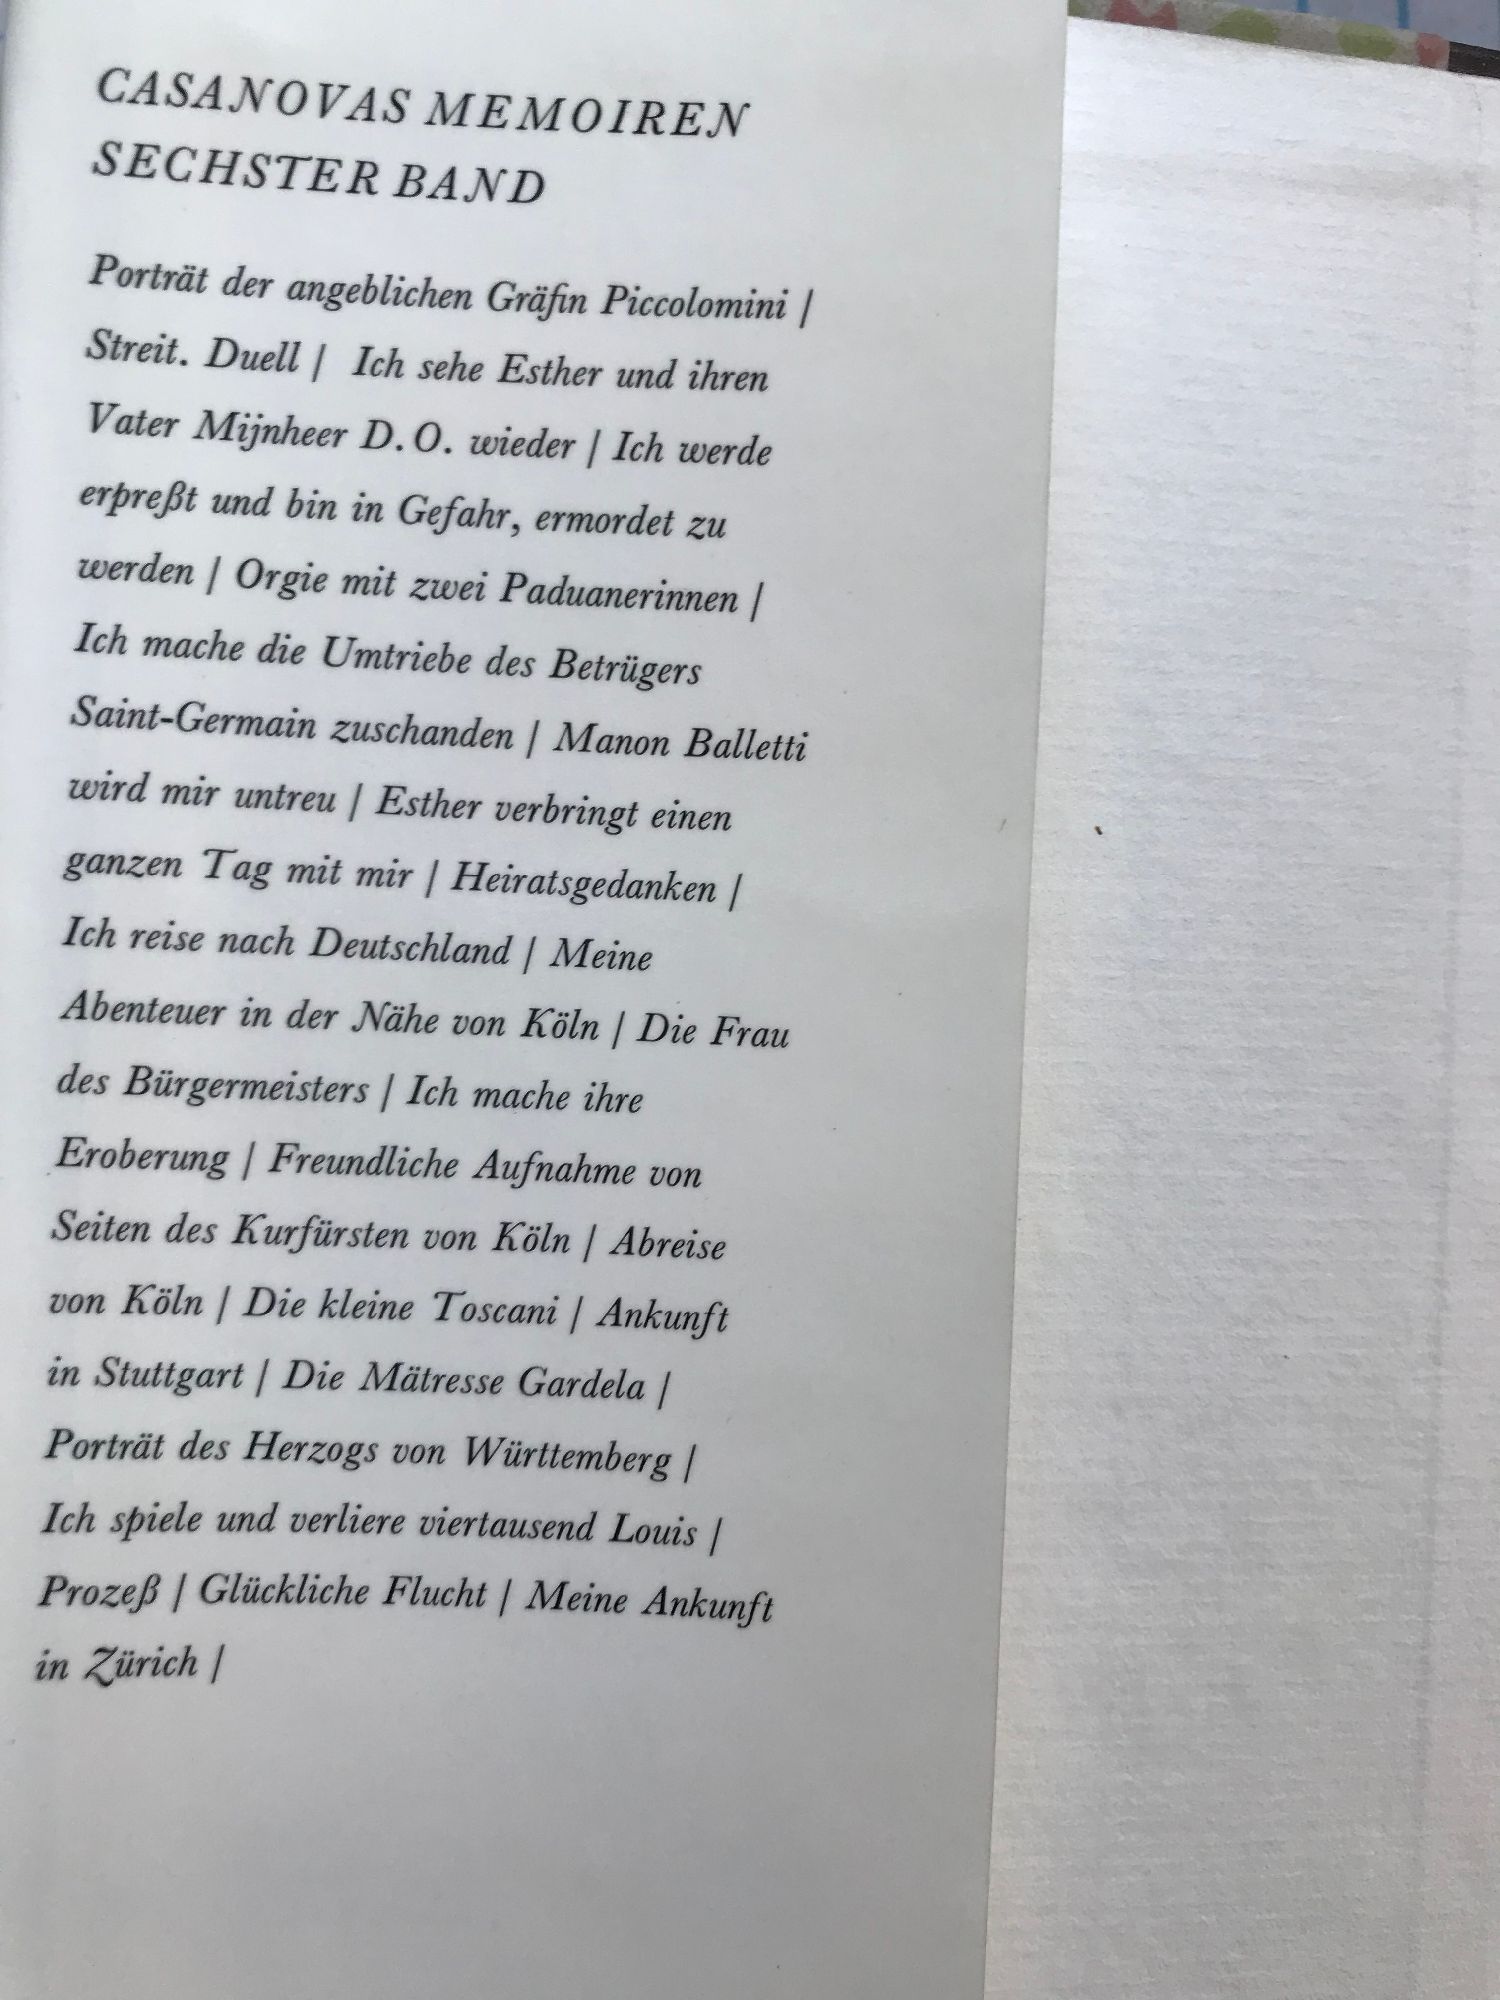 CASANOVAS MEMOIREN
SECHSTER BAND
Porträt der angeblichen Gräfin Piccolomini |
Streit. Duell | Ich sehe Esther und ihren
Vater Mijnheer D. O. wieder | Ich werde
erpreßt und bin in Gefahr, ermordet zu
werden | Orgie mit zwei Paduanerinnen |
Ich mache die Umtriebe des Betrügers
Saint-Germain zuschanden | Manon Balletti
wird mir untreu | Esther verbringt einen
ganzen Tag mit mir | Heiratsgedanken |
Ich reise nach Deutschland | Meine
Abenteuer in der Nähe von Köln | Die Frau
des Bürgermeisters | Ich mache ihre
Eroberung | Freundliche Aufnahme von
Seiten des Kurfürsten von Köln | Abreise
von Köln | Die kleine Toscani | Ankunft
in Stuttgart | Die Mätresse Gardela |
Porträt des Herzogs von Württemberg |
Ich spiele und verliere viertausend Louis |
Prozeß | Glückliche Flucht | Meine Ankunft
in Zürich |